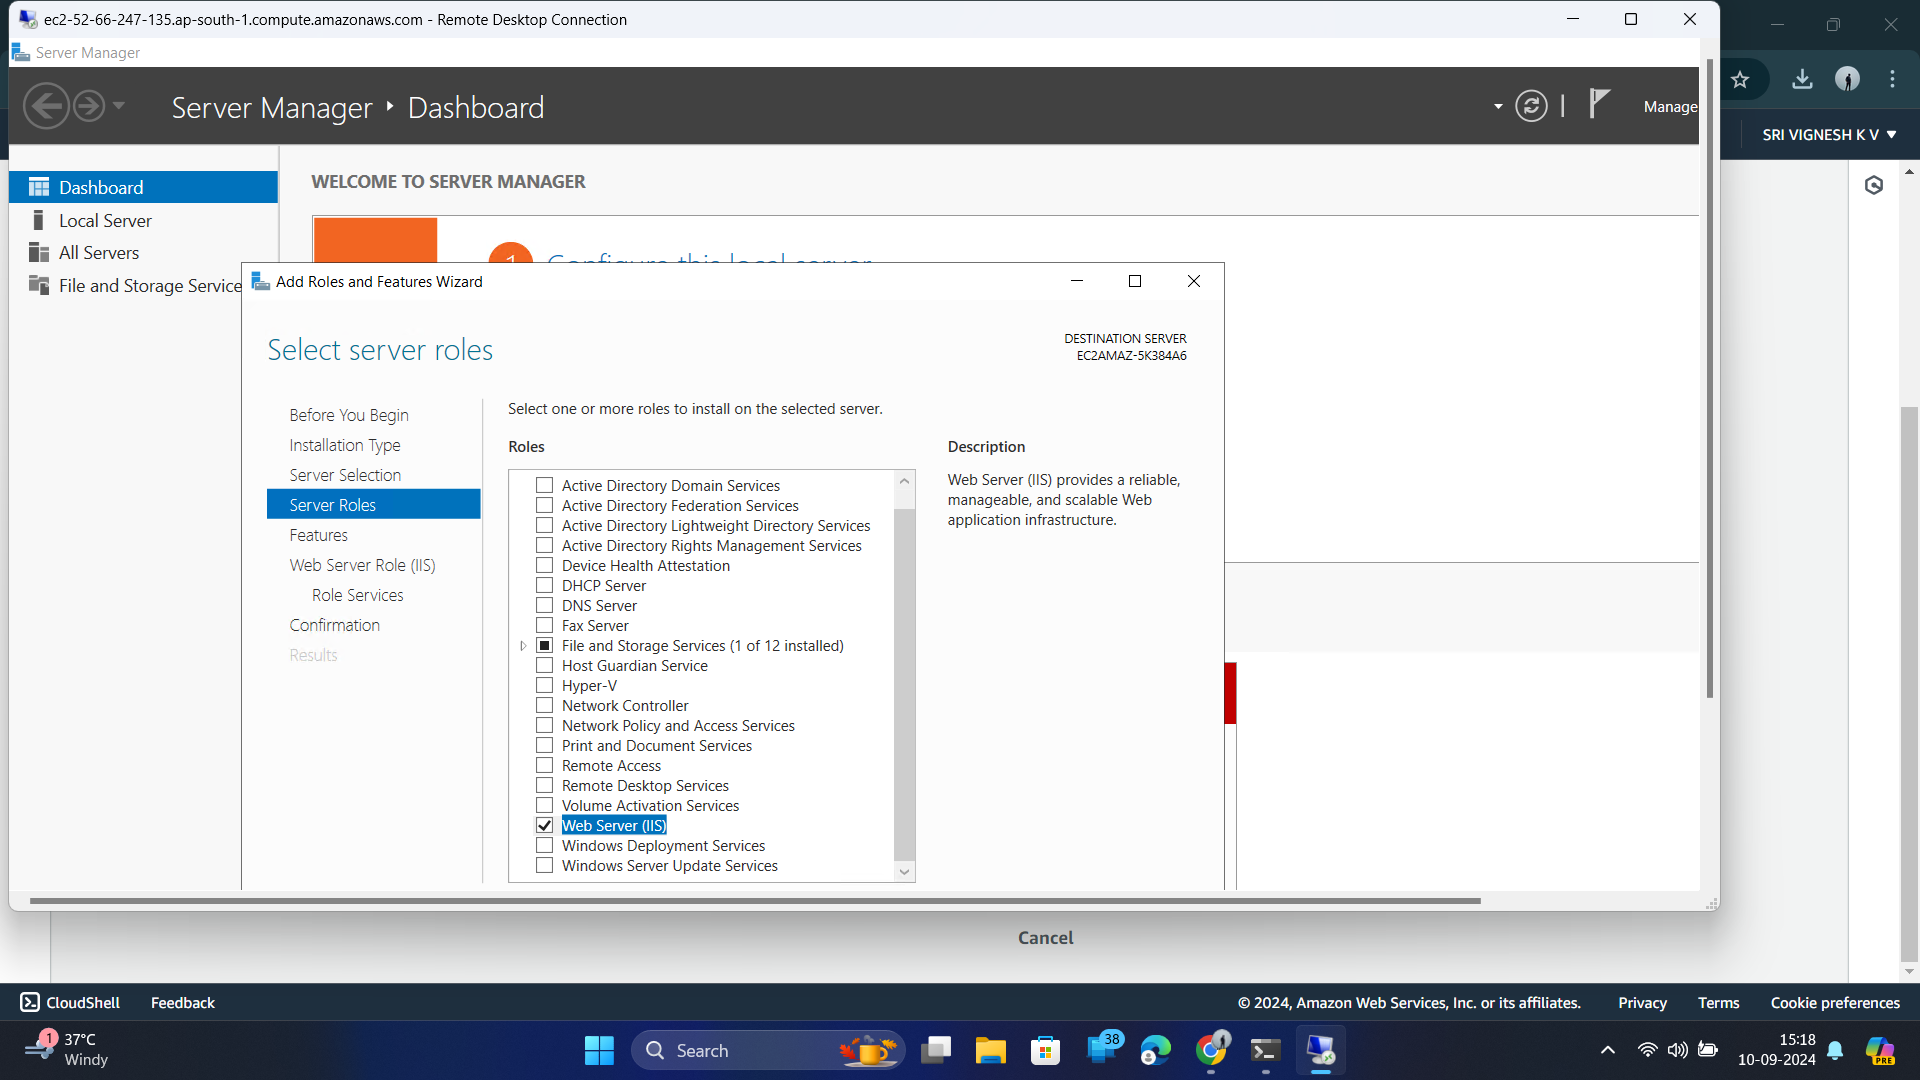 ec2-52-66-247-135.ap-south-1.compute.amazonaws.com - Remote Desktop Connection
Server Manager
Server Manager ‣ Dashboard
Manage
SRI VIGNESH K V
Dashboard
Local Server
All Servers
File and Storage Service
WELCOME TO SERVER MANAGER
1 Configure this local server
Add Roles and Features Wizard
Select server roles
DESTINATION SERVER
EC2AMAZ-5K384A6
Before You Begin
Installation Type
Server Selection
Server Roles
Features
Web Server Role (IIS)
Role Services
Confirmation
Results
Select one or more roles to install on the selected server.
Roles
Active Directory Domain Services
Active Directory Federation Services
Active Directory Lightweight Directory Services
Active Directory Rights Management Services
Device Health Attestation
DHCP Server
DNS Server
Fax Server
File and Storage Services (1 of 12 installed)
Host Guardian Service
Hyper-V
Network Controller
Network Policy and Access Services
Print and Document Services
Remote Access
Remote Desktop Services
Volume Activation Services
Web Server (IIS)
Windows Deployment Services
Windows Server Update Services
Description
Web Server (IIS) provides a reliable,
manageable, and scalable Web
application infrastructure.
Cancel
CloudShell Feedback
© 2024, Amazon Web Services, Inc. or its affiliates. Privacy Terms Cookie preferences
1
37°C
Windy
Search
38
15:18
10-09-2024
PRE